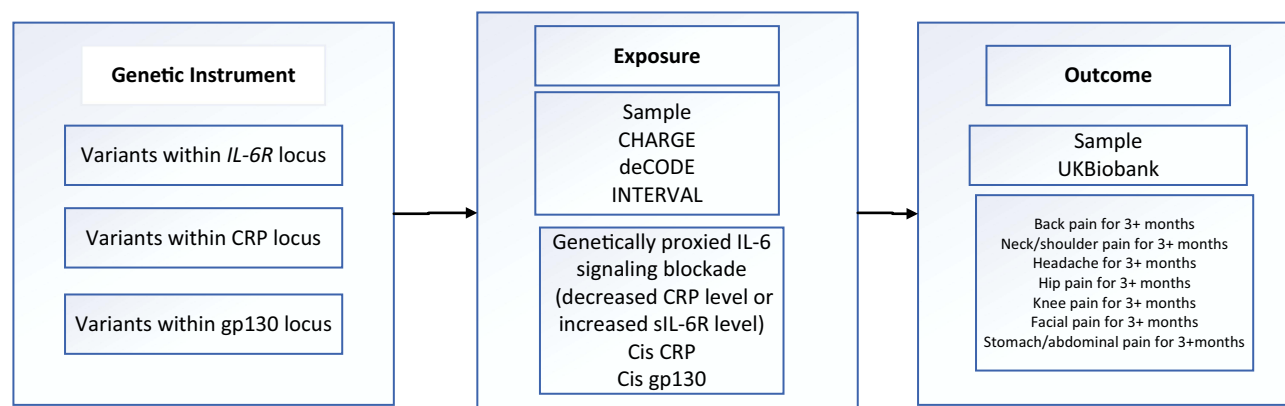 Genetic Instrument
Variants within IL-6R locus
Variants within CRP locus
Variants within gp130 locus
Exposure
Sample
CHARGE
deCODE
INTERVAL
Genetically proxied IL-6
signaling blockade
(decreased CRP level or
increased sIL-6R level)
Cis CRP
Cis gp130
Outcome
Sample
UKBiobank
Back pain for 3+ months
Neck/shoulder pain for 3+ months
Headache for 3+ months
Hip pain for 3+ months
Knee pain for 3+ months
Facial pain for 3+ months
Stomach/abdominal pain for 3+months